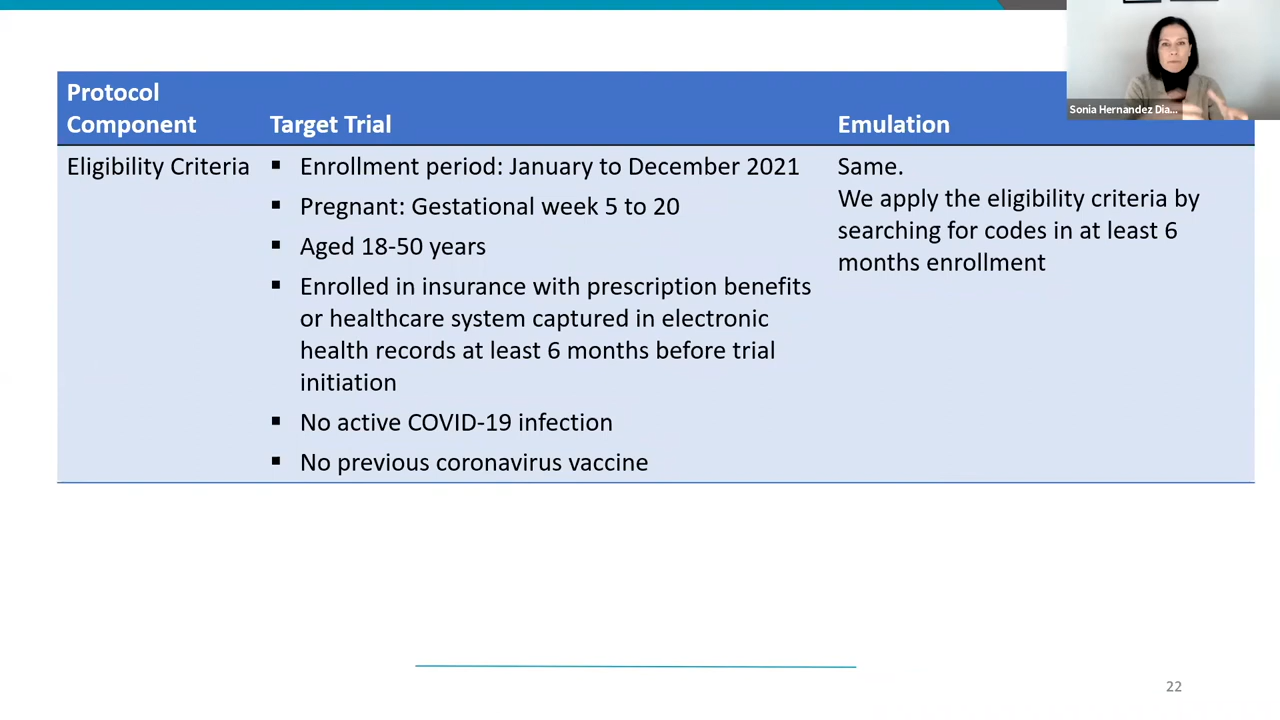 Protocol
Component
Target Trial
Emulation
Sonia Hernandez Dia...
Eligibility Criteria
▪ Enrollment period: January to December 2021
▪ Pregnant: Gestational week 5 to 20
▪ Aged 18-50 years
▪ Enrolled in insurance with prescription benefits
or healthcare system captured in electronic
health records at least 6 months before trial
initiation
▪ No active COVID-19 infection
▪ No previous coronavirus vaccine
Same.
We apply the eligibility criteria by
searching for codes in at least 6
months enrollment
22